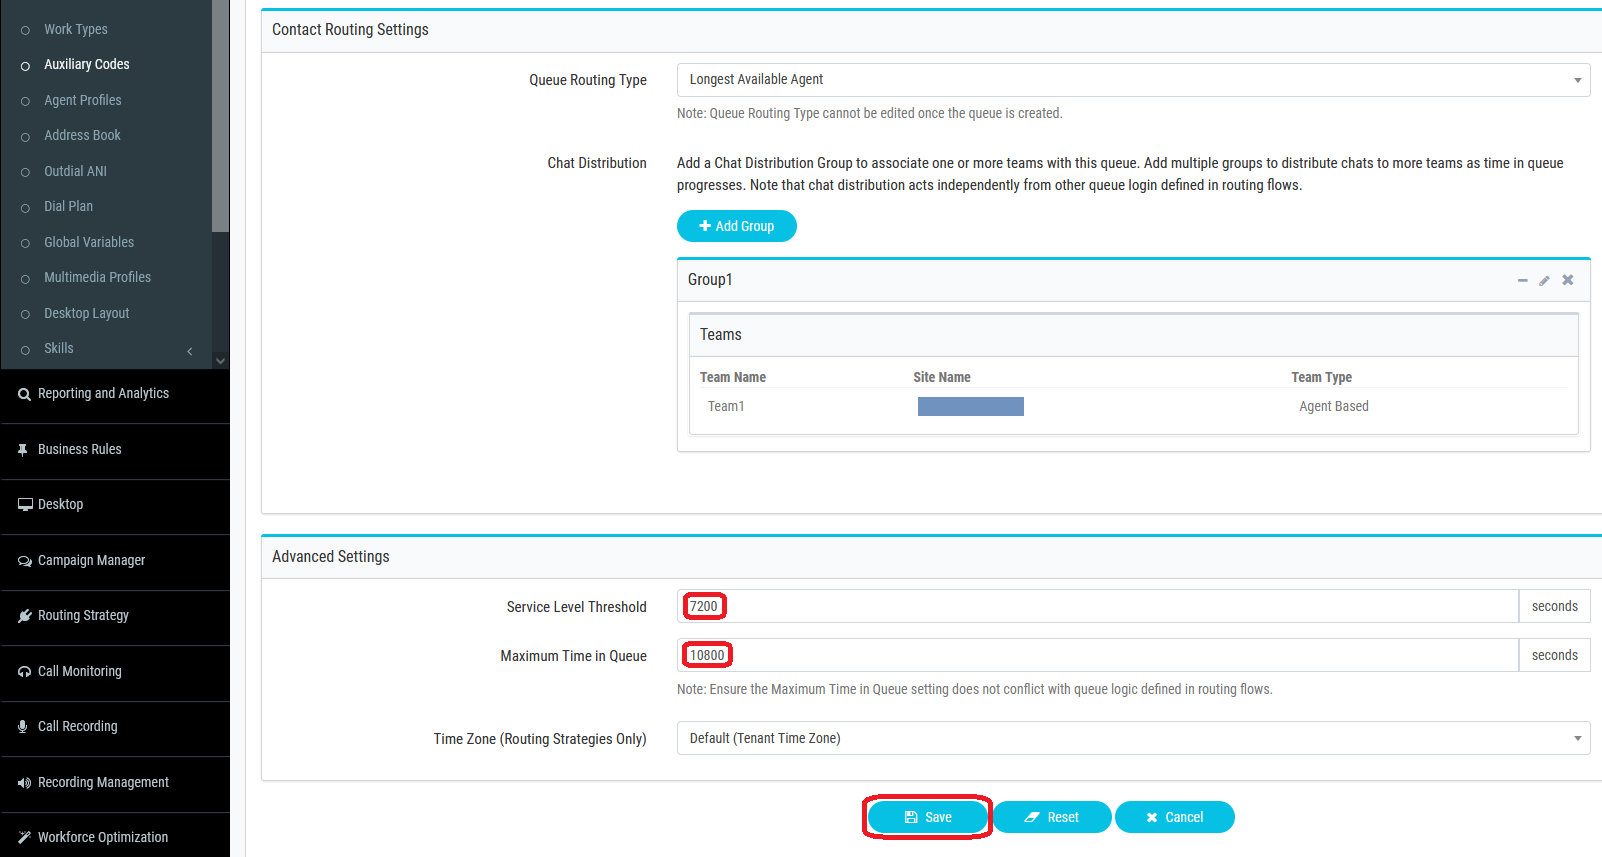 Work Types
Auxiliary Codes
Agent Profiles
Address Book
Outdial ANI
Dial Plan
Global Variables
Multimedia Profiles
Desktop Layout
Skills
Reporting and Analytics
Business Rules
Desktop
Campaign Manager
Routing Strategy
Call Monitoring
Call Recording
Recording Management
Workforce Optimization
Contact Routing Settings
Queue Routing Type
Longest Available Agent
Note: Queue Routing Type cannot be edited once the queue is created.
Chat Distribution
Add a Chat Distribution Group to associate one or more teams with this queue. Add multiple groups to distribute chats to more teams as time in queue
progresses. Note that chat distribution acts independently from other queue login defined in routing flows.
Add Group
Group1
Teams
Team Name Site Name Team Type
Team1 Agent Based
Advanced Settings
Service Level Threshold 7200 seconds
Maximum Time in Queue 10800 seconds
Note: Ensure the Maximum Time in Queue setting does not conflict with queue logic defined in routing flows.
Time Zone (Routing Strategies Only) Default (Tenant Time Zone)
Save Reset Cancel